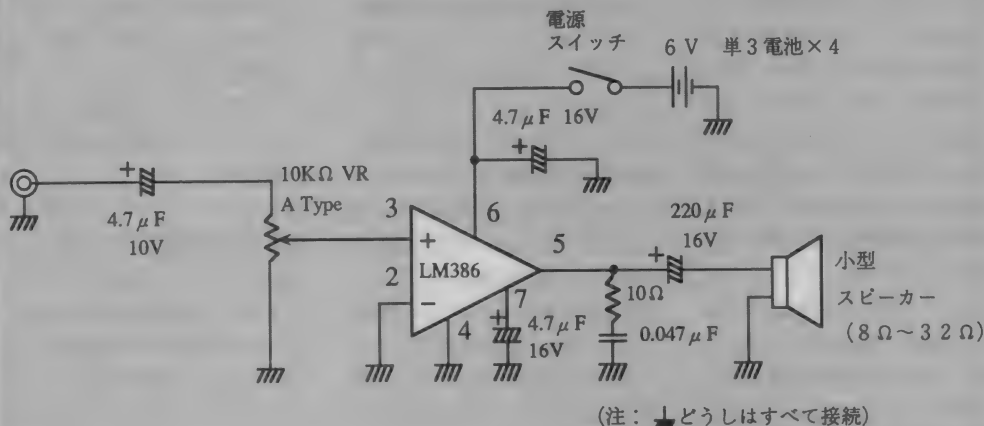 電源
スイッチ
6 V 単3電池×4
4.7μF 16V
+
+
10KΩ VR
A Type
4.7μF
10V
3
6
220μF
16V
5
+
+
2
LM386
−
7
4
+
4.7μF
16V
10Ω
0.047μF
小型
スピーカー
(8Ω～32Ω)
(注: どうしはすべて接続)